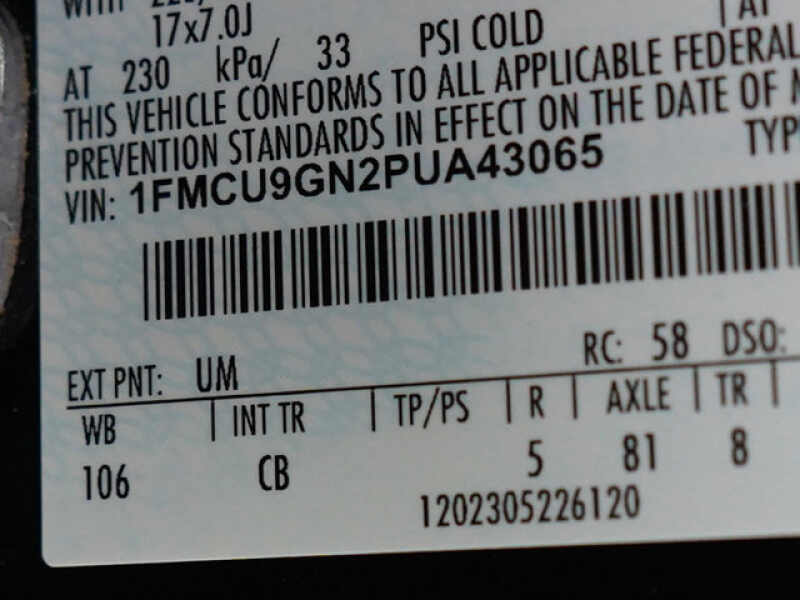 17x7.0J
AT 230 kPa/ 33 PSI COLD AT
THIS VEHICLE CONFORMS TO ALL APPLICABLE FEDERAL
PREVENTION STANDARDS IN EFFECT ON THE DATE OF
VIN: 1FMCU9GN2PUA43065 TYP
EXT PNT: UM RC: 58 DSO:
WB | INT TR | TP/PS | R | AXLE | TR |
106 CB 5 81 8
1202305226120